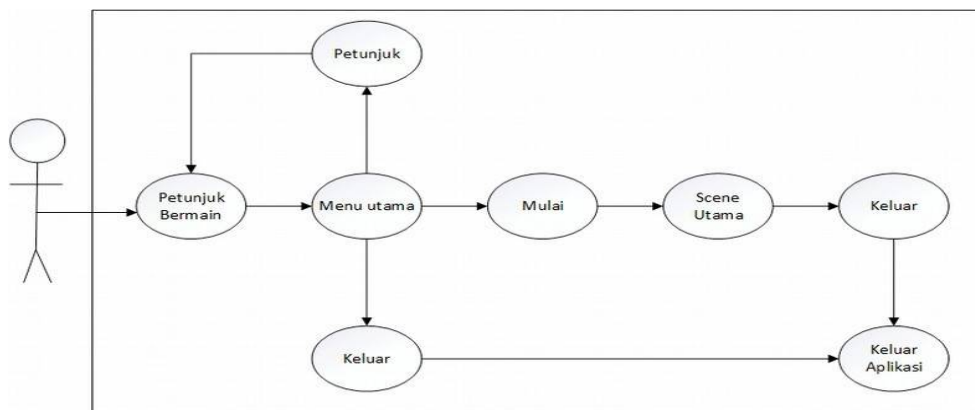 Petunjuk
Petunjuk
Bermain
Menu utama
Mulai
Scene
Utama
Keluar
Keluar
Keluar
Aplikasi